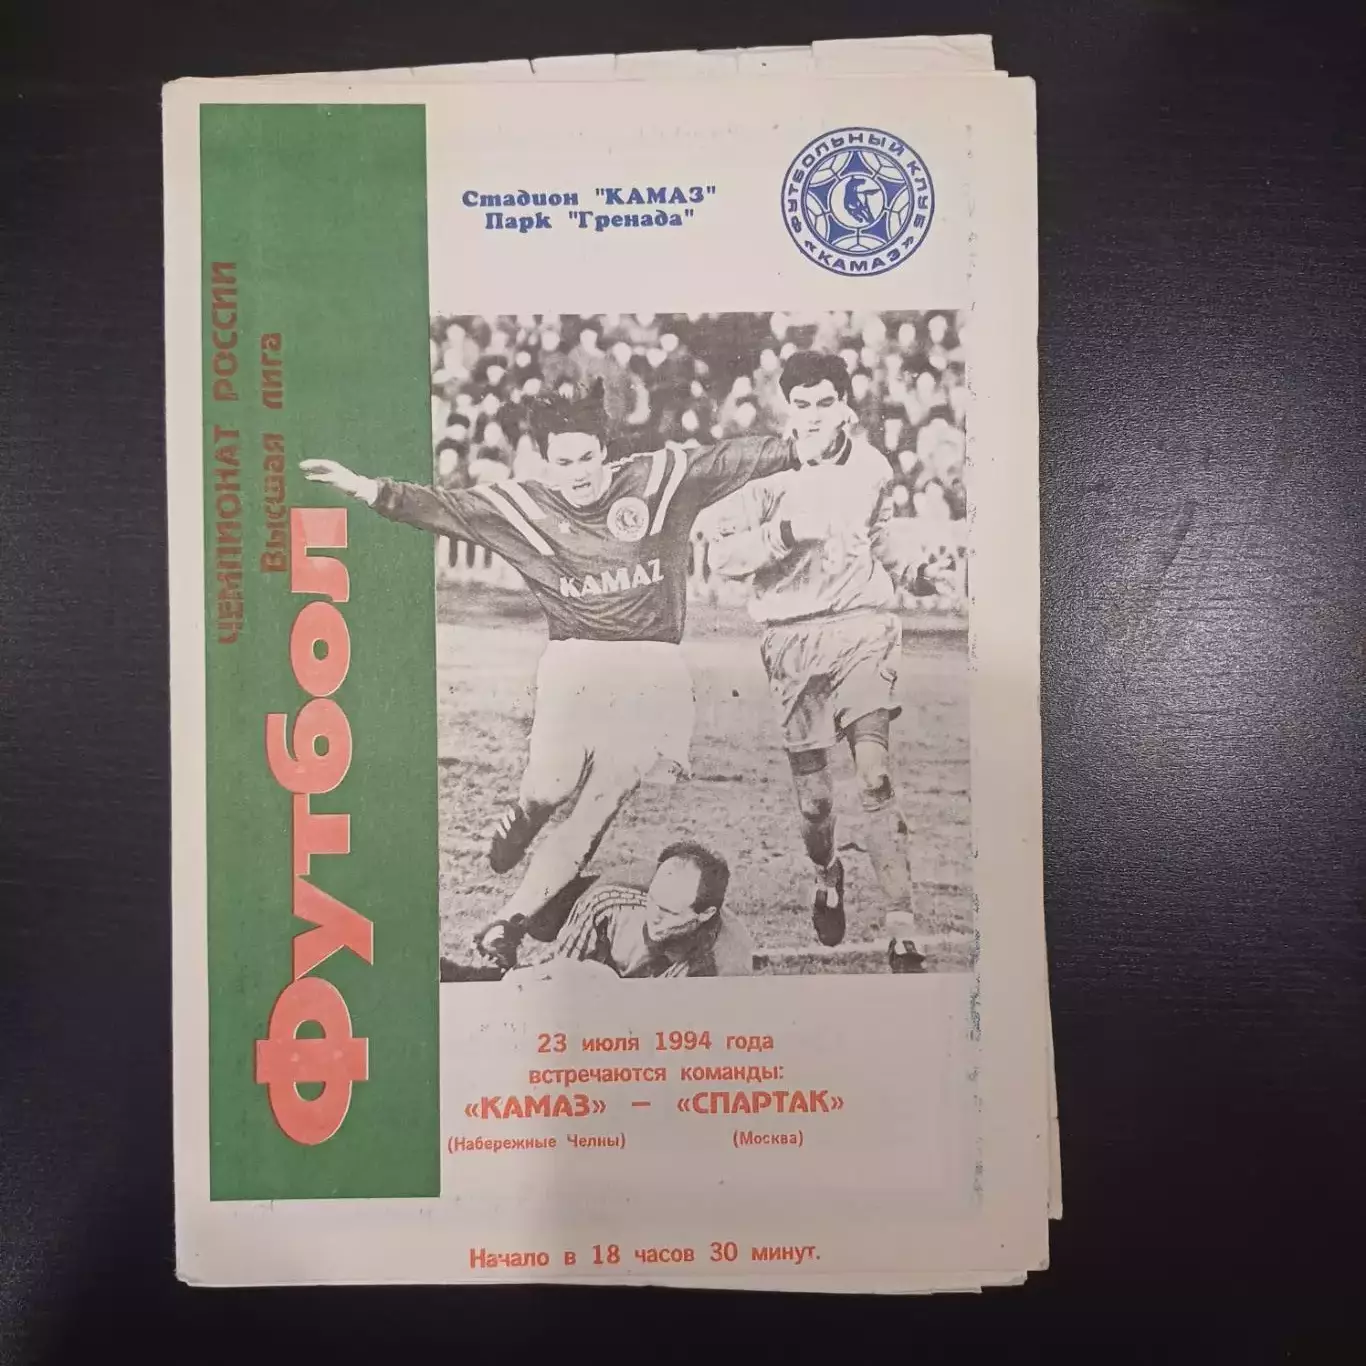 Стадион "КАМАЗ"
Парк "Гренада"
ФУТБОЛЬНЫЙ КЛУБ
«КАМАЗ»
ЧЕМПИОНАТ РОССИИ
Высшая лига
Футбол
KAMAZ
23 июля 1994 года
встречаются команды:
«КАМАЗ» — «СПАРТАК»
(Набережные Челны) (Москва)
Начало в 18 часов 30 минут.